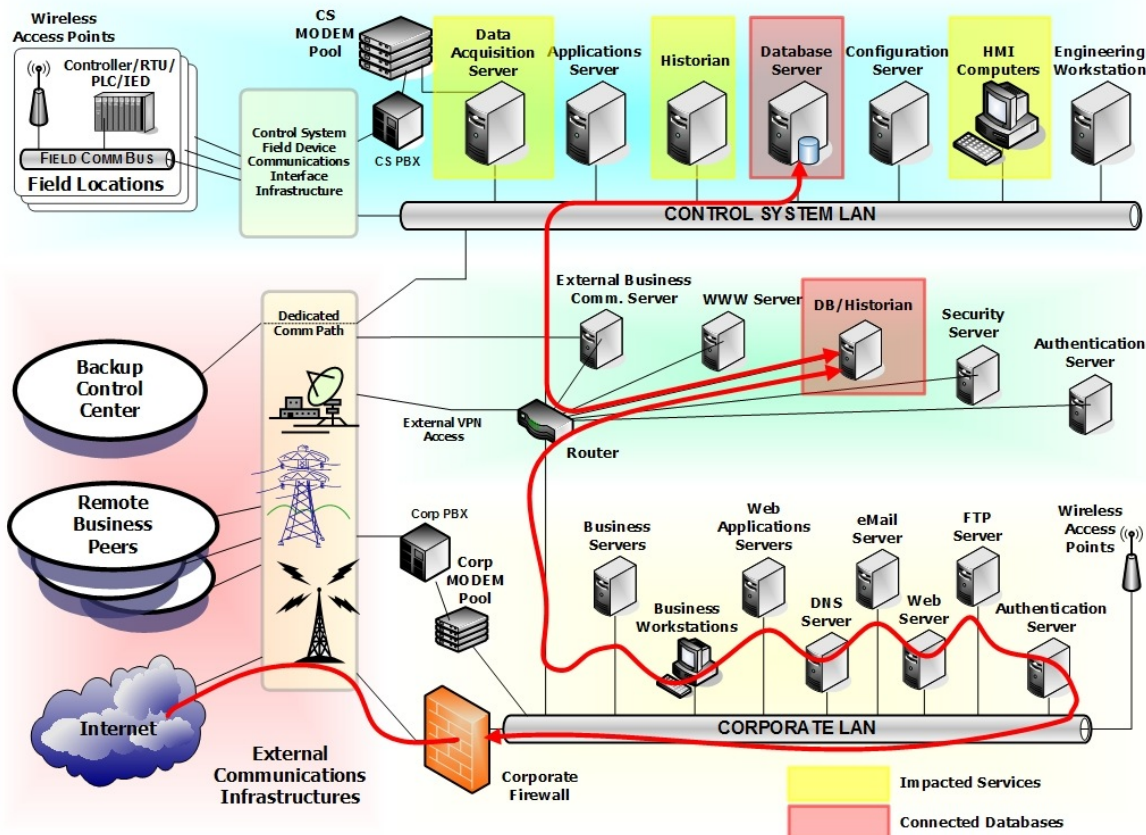 Wireless
Access Points
Controller/RTU/
PLC/IED
FIELD COMM BUS
Field Locations
Control System
Field Device
Communications
Interface
Infrastructure
CS
MODEM
Pool
CS PBX
Data
Acquisition
Server
Applications
Server
Historian
Database
Server
Configuration
Server
HMI
Computers
Engineering
Workstation
CONTROL SYSTEM LAN
External Business
Comm. Server
WWW Server
DB/Historian
Security
Server
Authentication
Server
Dedicated
Comm Path
Backup
Control
Center
External VPN
Access
Router
Remote
Business
Peers
Corp PBX
Corp
MODEM
Pool
Business
Servers
Business
Workstations
Web
Applications
Servers
DNS
Server
eMail
Server
Web
Server
FTP
Server
Authentication
Server
Wireless
Access
Points
Internet
External
Communications
Infrastructures
Corporate
Firewall
CORPORATE LAN
Impacted Services
Connected Databases